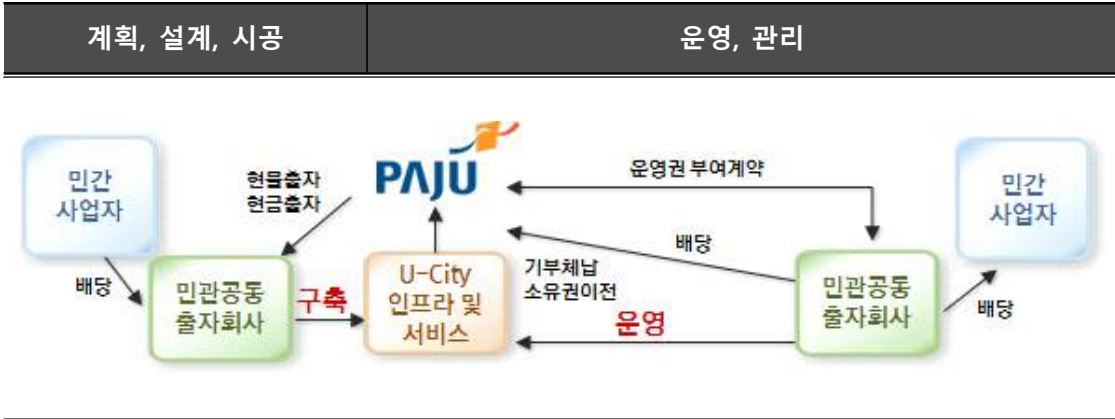 계획, 설계, 시공
운영, 관리
민간
사업자
현물출자
현금출자
PAJU
운영권 부여계약
민간
사업자
배당
배당
민관공동
출자회사
구축
U-City
인프라 및
서비스
기부체납
소유권이전
운영
민관공동
출자회사
배당